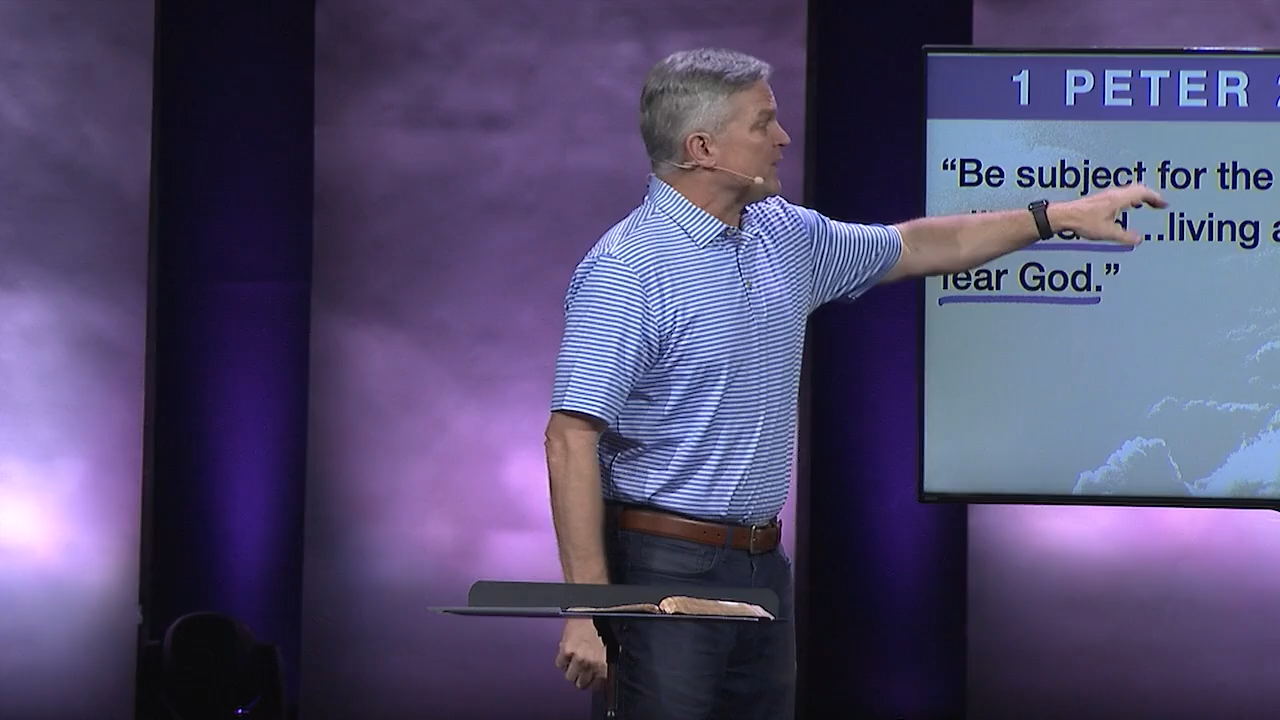 1 PETER
“Be subject for the
…living
fear God.”